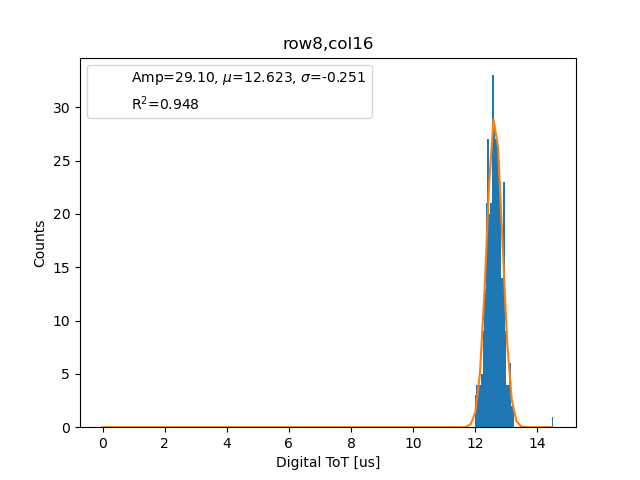 row8,col16
Amp=29.10, μ=12.623, σ=-0.251
R²=0.948
Counts
30
25
20
15
10
5
0
0 2 4 6 8 10 12 14
Digital ToT [us]